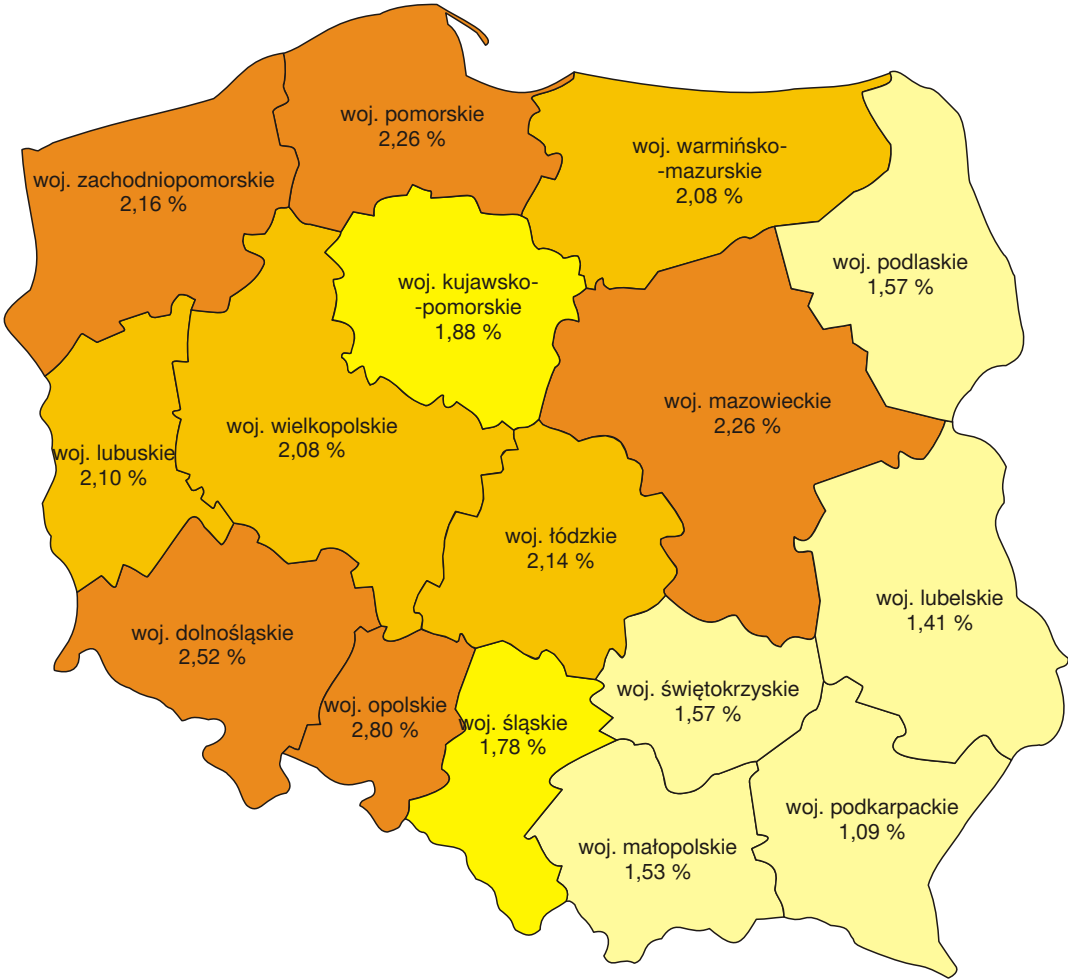 woj. pomorskie
2,26 %
woj. warmińsko-
-mazurskie
2,08 %
woj. zachodniopomorskie
2,16 %
woj. podlaskie
1,57 %
woj. kujawsko-
-pomorskie
1,88 %
woj. mazowieckie
2,26 %
woj. wielkopolskie
2,08 %
woj. lubuskie
2,10 %
woj. łódzkie
2,14 %
woj. lubelskie
1,41 %
woj. dolnośląskie
2,52 %
woj. świętokrzyskie
1,57 %
woj. opolskie
2,80 %
woj. śląskie
1,78 %
woj. podkarpackie
1,09 %
woj. małopolskie
1,53 %